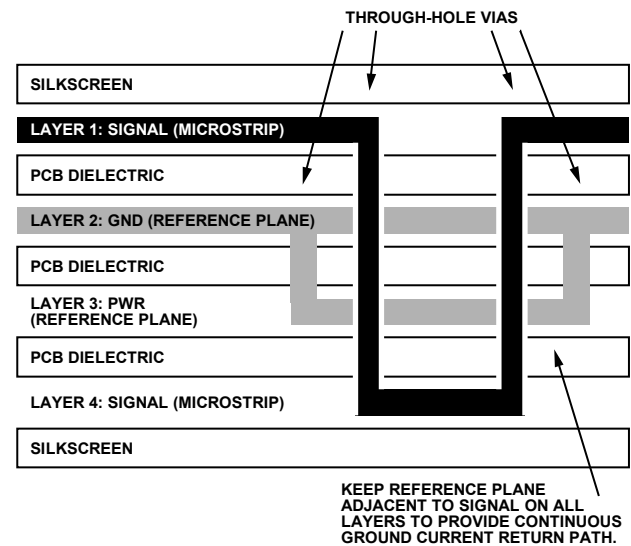 THROUGH-HOLE VIAS
SILKSCREEN
LAYER 1: SIGNAL (MICROSTRIP)
PCB DIELECTRIC
LAYER 2: GND (REFERENCE PLANE)
PCB DIELECTRIC
LAYER 3: PWR
(REFERENCE PLANE)
PCB DIELECTRIC
LAYER 4: SIGNAL (MICROSTRIP)
SILKSCREEN
KEEP REFERENCE PLANE
ADJACENT TO SIGNAL ON ALL
LAYERS TO PROVIDE CONTINUOUS
GROUND CURRENT RETURN PATH.